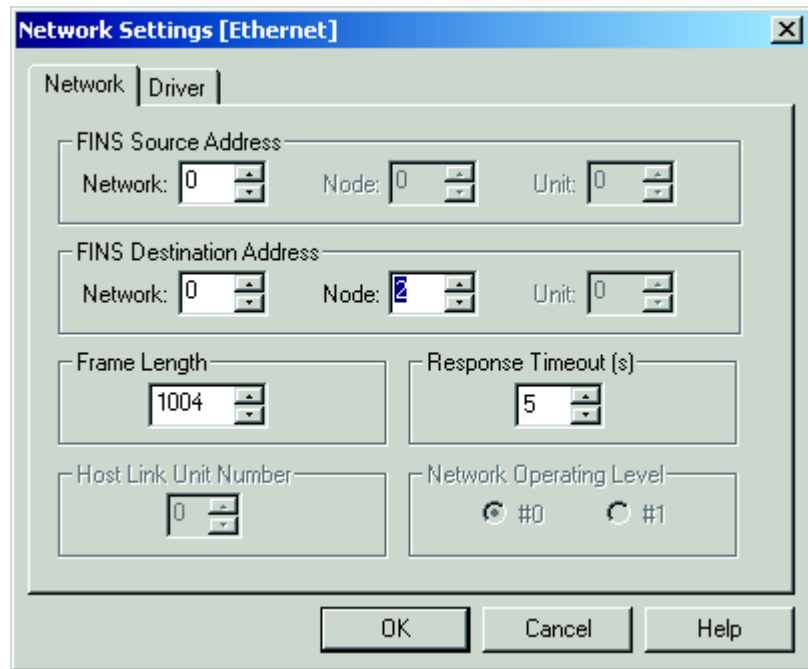 Network Settings [Ethernet]
Network Driver
FINS Source Address
Network: 0 Node: 0 Unit: 0
FINS Destination Address
Network: 0 Node: 2 Unit: 0
Frame Length
1004
Response Timeout (s)
5
Host Link Unit Number
0
Network Operating Level
#0 #1
OK Cancel Help